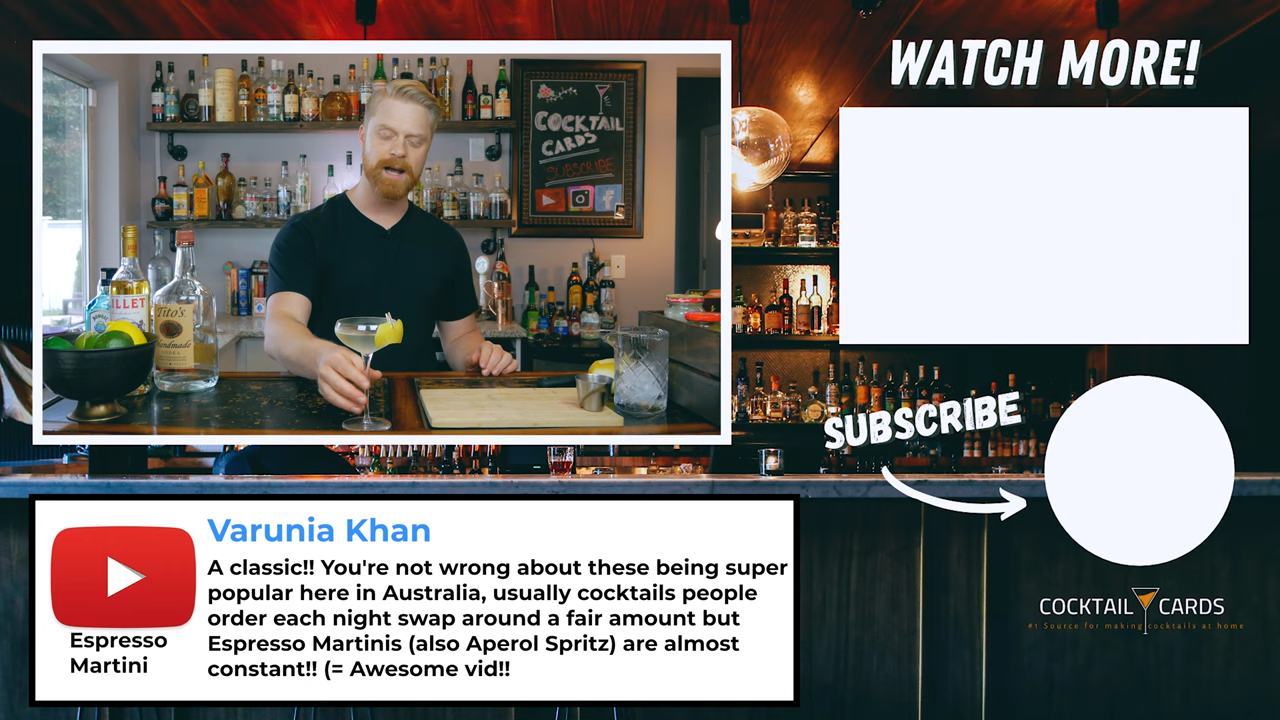 WATCH MORE!
COCKTAIL
CARDS
SUBSCRIBE
LILLET
Tito's
Handmade
VODKA
SUBSCRIBE
Varunia Khan
A classic!! You're not wrong about these being super
popular here in Australia, usually cocktails people
order each night swap around a fair amount but
Espresso Martinis (also Aperol Spritz) are almost
constant!! (= Awesome vid!!
Espresso
Martini
COCKTAIL CARDS
#1 Source for making cocktails at home